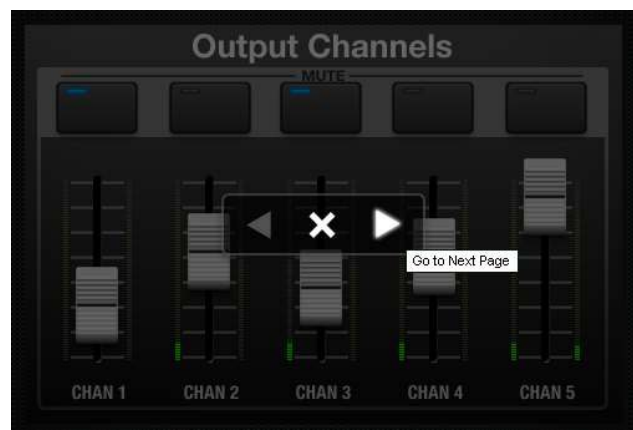 Output Channels
MUTE
Go to Next Page
CHAN 1 CHAN 2 CHAN 3 CHAN 4 CHAN 5